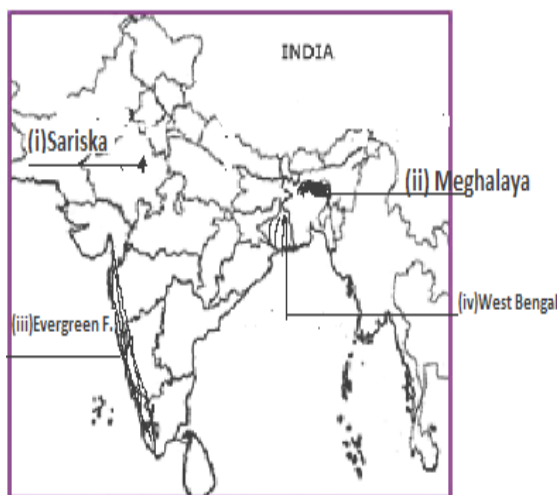 INDIA
(i)Sariska
(ii) Meghalaya
(iv)West Bengal
(iii)Evergreen F.